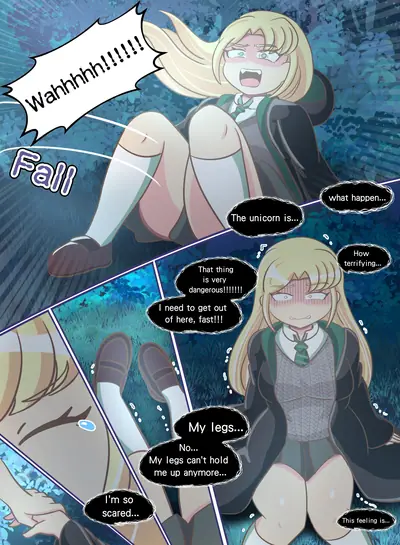 Wahhhhh!!!!!!
Fall
what happen...
The unicorn is...
How
terrifying...
That thing
is very
dangerous!!!!!!!
I need to get out
of here, fast!!!
My legs...
No...
My legs can't hold
me up anymore...
I'm so
scared...
This feeling is...